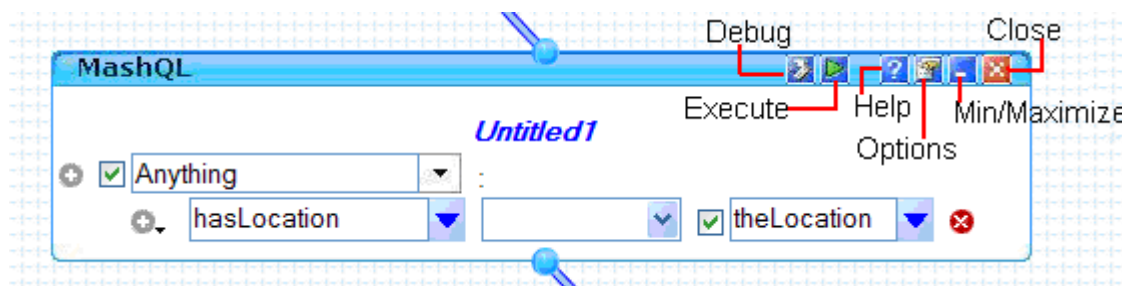 Debug
Close
MashQL
?
Execute
Help
Min/Maximize
Untitled1
Options
Anything
:
hasLocation
theLocation